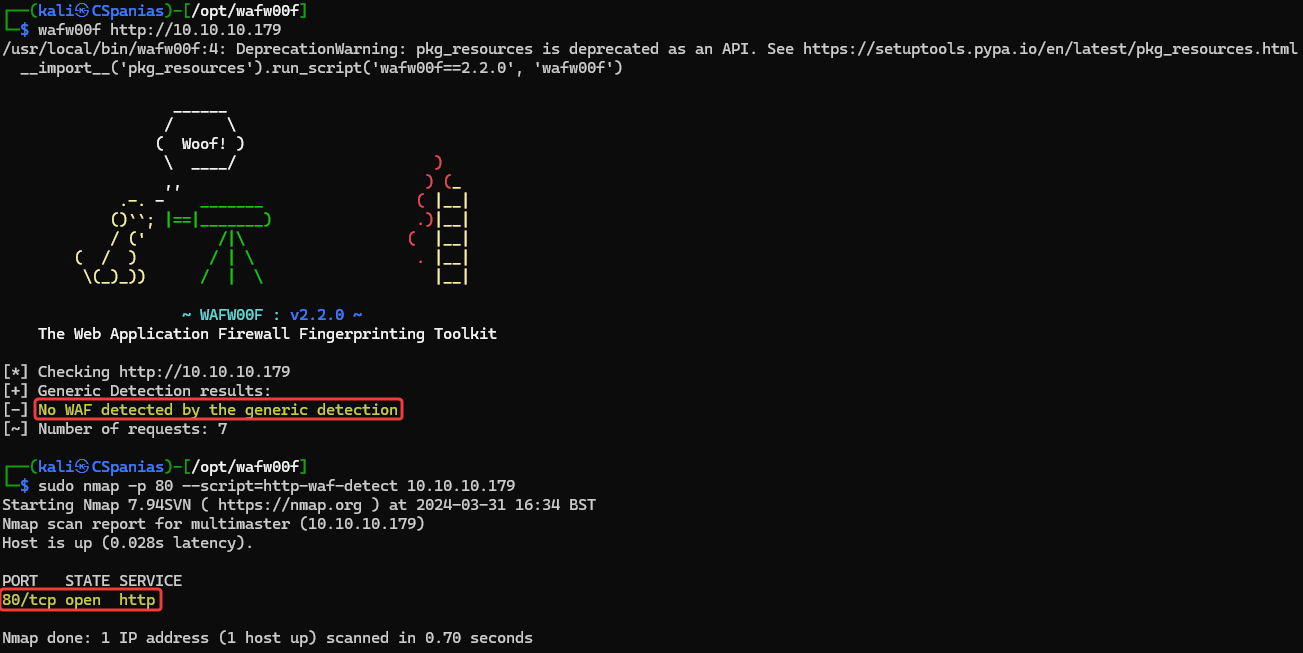 ┌──(kali㉿CSpanias)-[/opt/wafw00f]
└─$ wafw00f http://10.10.10.179
/usr/local/bin/wafw00f:4: DeprecationWarning: pkg_resources is deprecated as an API. See https://setuptools.pypa.io/en/latest/pkg_resources.html
  __import__('pkg_resources').run_script('wafw00f==2.2.0', 'wafw00f')
Woof!
~ WAFW00F : v2.2.0 ~
The Web Application Firewall Fingerprinting Toolkit
[*] Checking http://10.10.10.179
[+] Generic Detection results:
[-] No WAF detected by the generic detection
[~] Number of requests: 7
┌──(kali㉿CSpanias)-[/opt/wafw00f]
└─$ sudo nmap -p 80 --script=http-waf-detect 10.10.10.179
Starting Nmap 7.94SVN ( https://nmap.org ) at 2024-03-31 16:34 BST
Nmap scan report for multimaster (10.10.10.179)
Host is up (0.028s latency).
PORT   STATE SERVICE
80/tcp open  http
Nmap done: 1 IP address (1 host up) scanned in 0.70 seconds